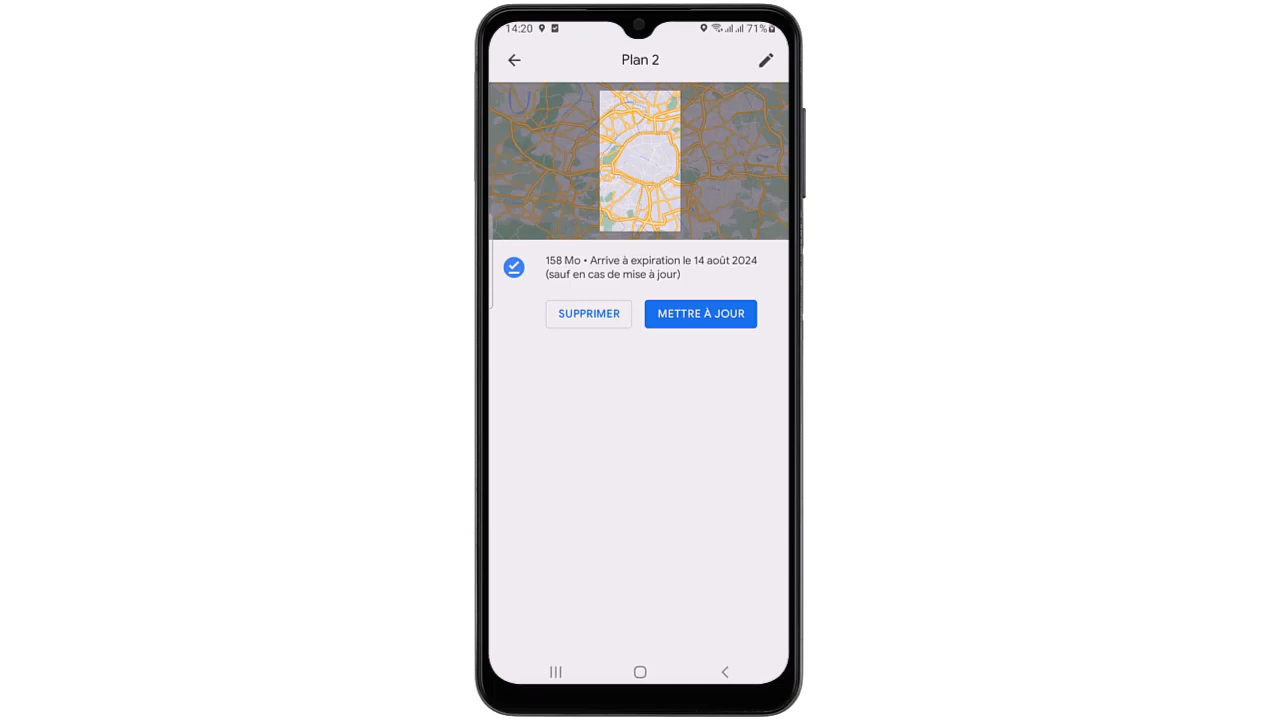 14:20 71%
Plan 2
158 Mo • Arrive à expiration le 14 août 2024
(sauf en cas de mise à jour)
SUPPRIMER METTRE À JOUR